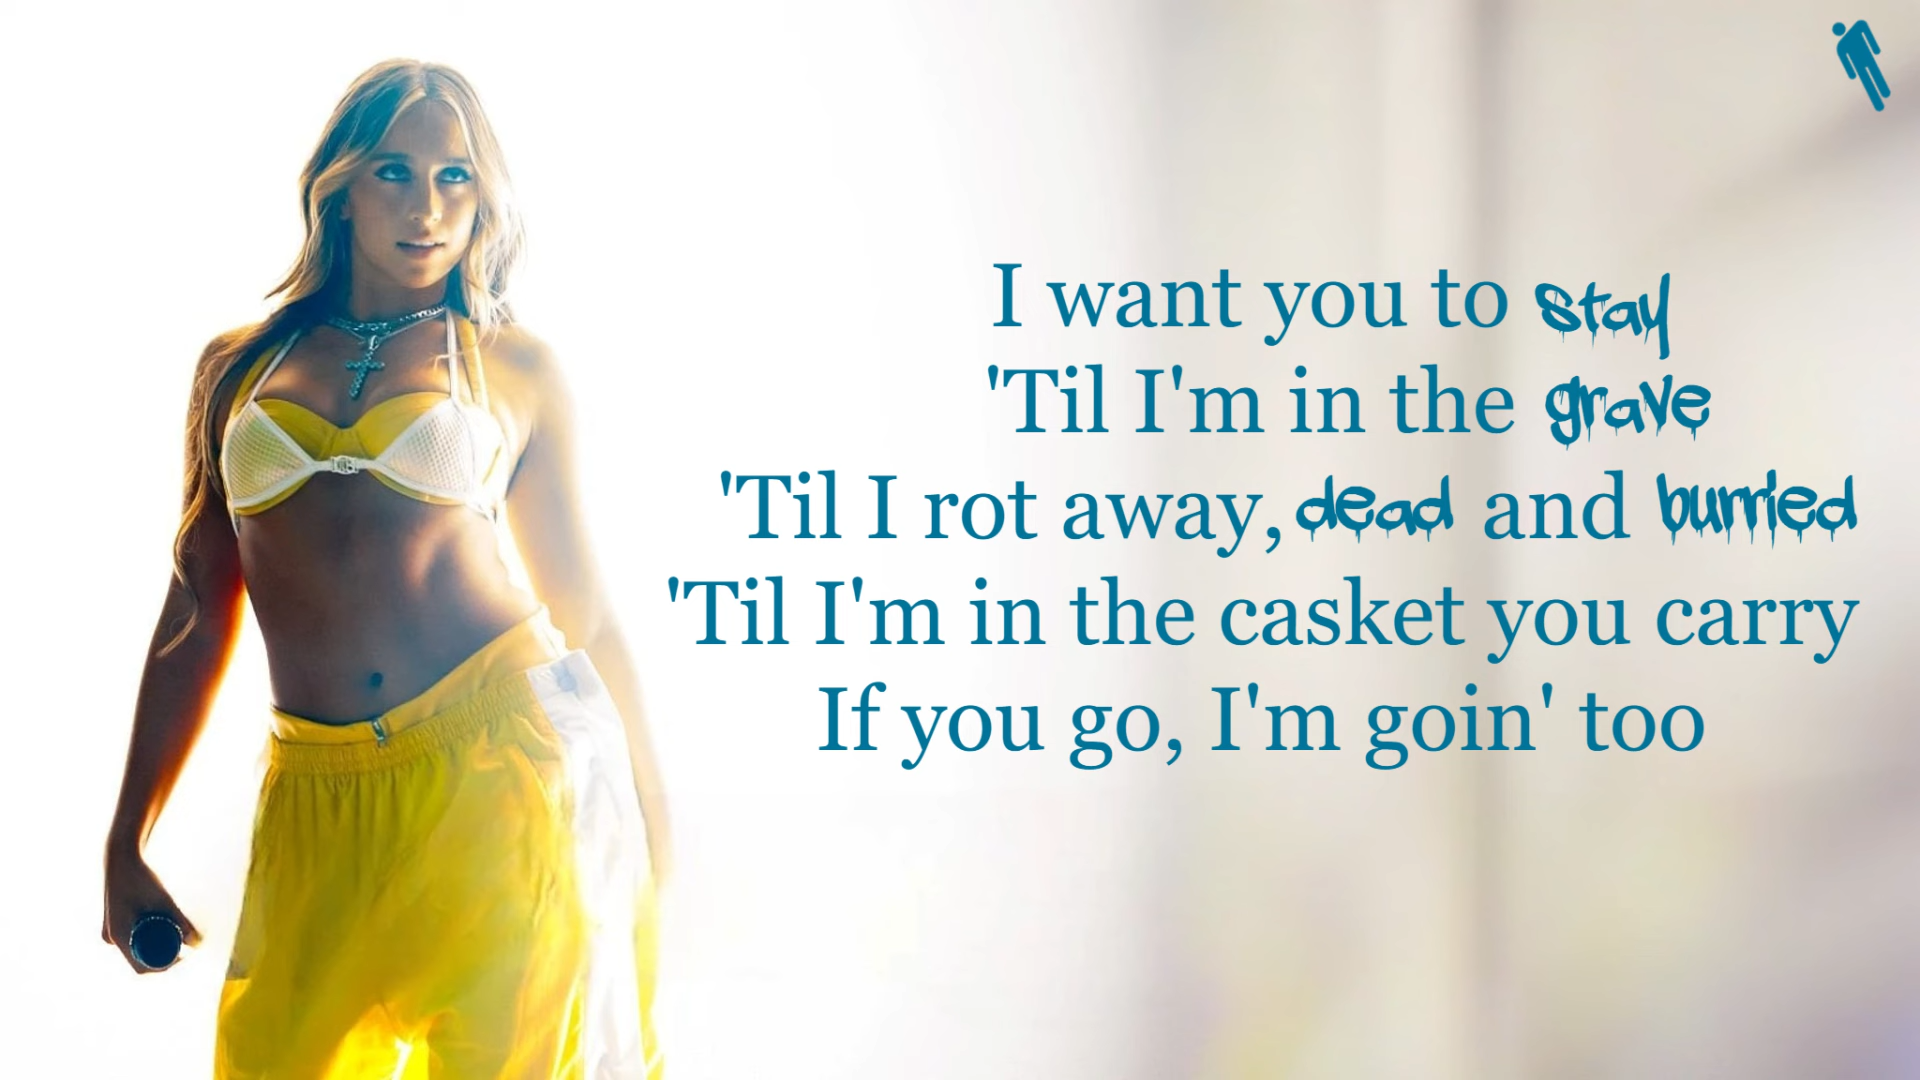 I want you to stay
'Til I'm in the grave
'Til I rot away, dead and burried
'Til I'm in the casket you carry
If you go, I'm goin' too